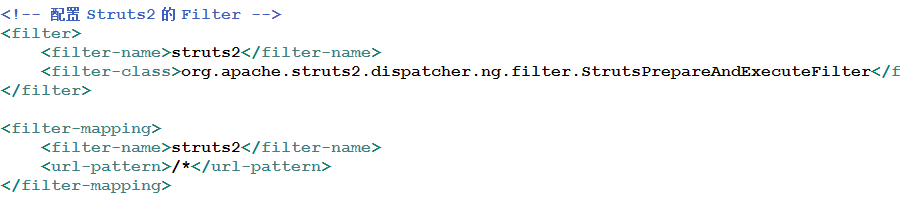 <!-- 配置 Struts2 的 Filter -->
<filter>
<filter-name>struts2</filter-name>
<filter-class>org.apache.struts2.dispatcher.ng.filter.StrutsPrepareAndExecuteFilter</f
</filter>
<filter-mapping>
<filter-name>struts2</filter-name>
<url-pattern>/*</url-pattern>
</filter-mapping>